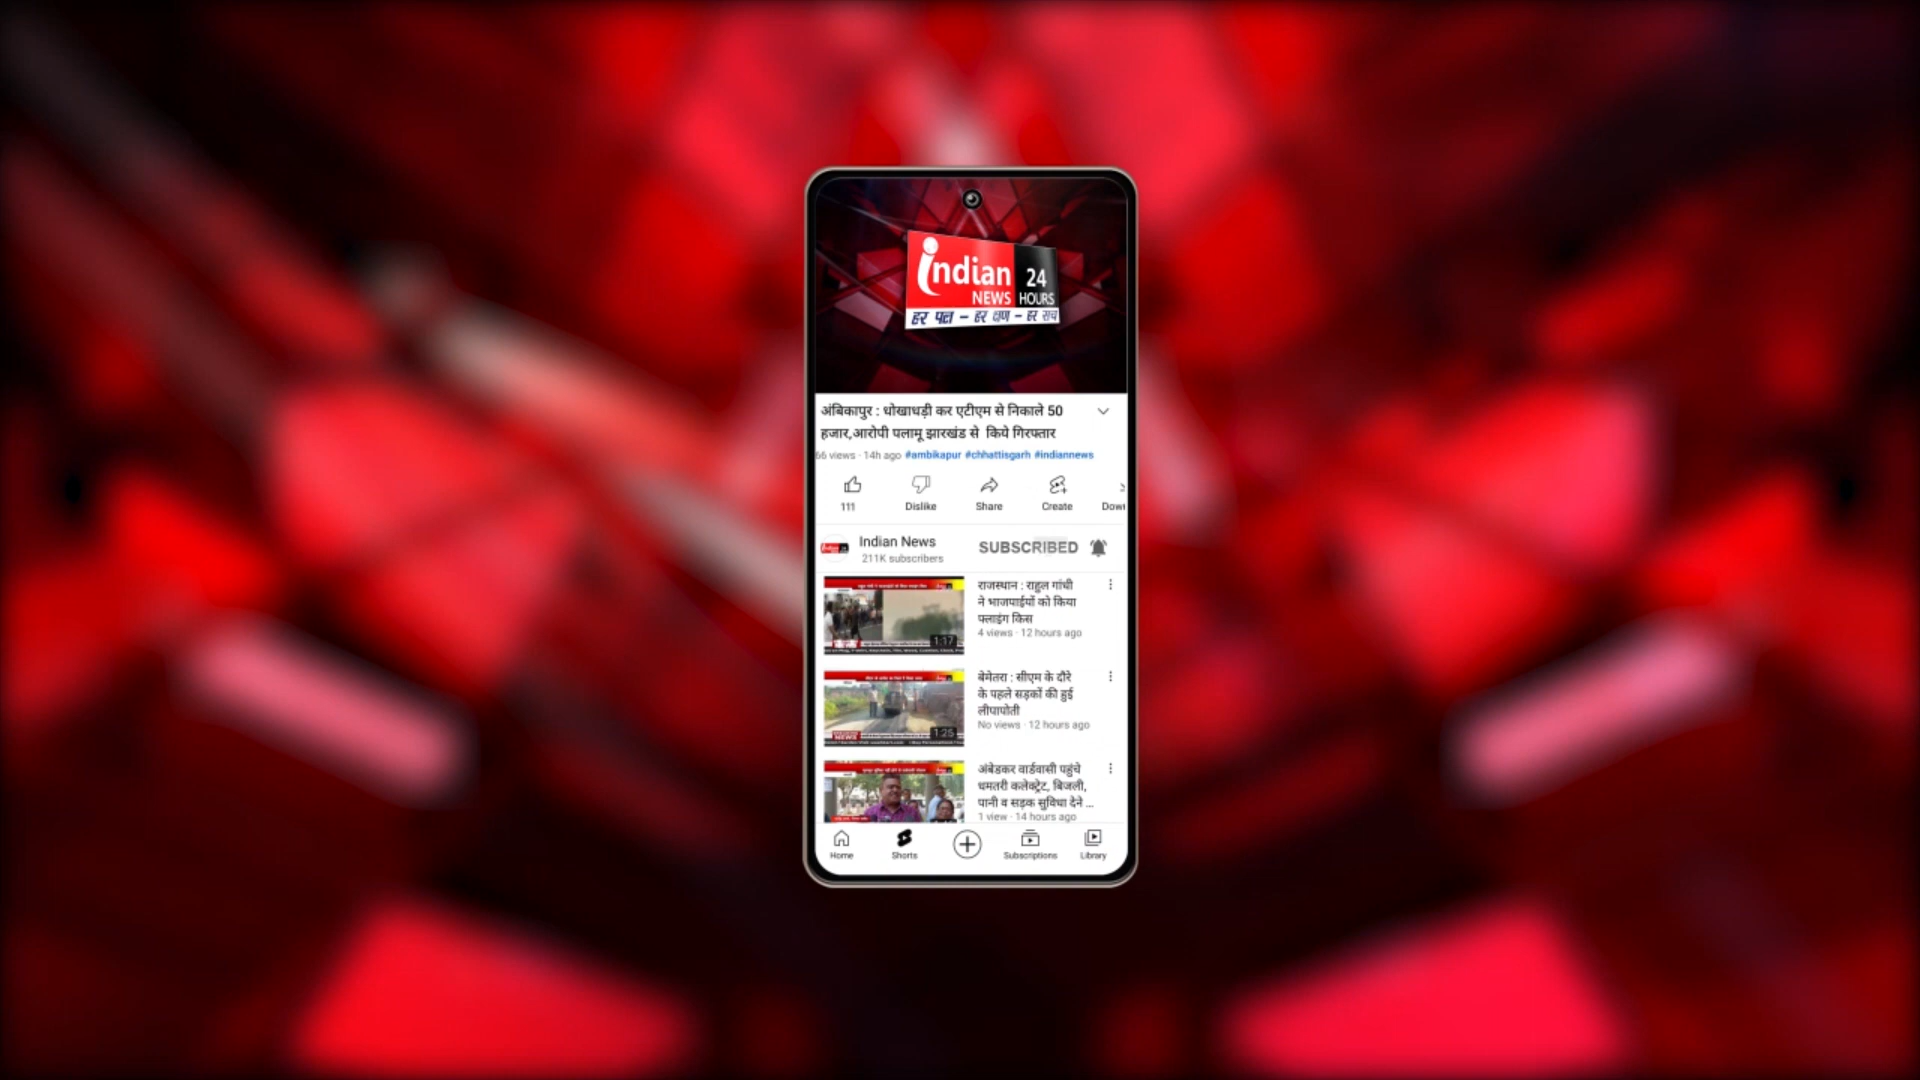 indian
24
NEWS
HOURS
हर पल – हर क्षण – हर सच
अंबिकापुर : धोखाधड़ी कर एटीएम से निकाले 50
हजार,आरोपी पलामू झारखंड से किये गिरफ्तार
66 views · 14h ago #ambikapur #chhattisgarh #indiannews
111
Dislike
Share
Create
Indian News
211K subscribers
SUBSCRIBED
राजस्थान : राहुल गांधी
ने भाजपाईयों को किया
फ्लाइंग किस
4 views · 12 hours ago
1:17
बेमेतरा : सीएम के दौरे
के पहले सड़कों की हुई
लीपापोती
No views · 12 hours ago
1:25
अंबेडकर वार्डवासी पहुंचे
धमतरी कलेक्ट्रेट, बिजली,
पानी व सड़क सुविधा देने ...
1 view · 14 hours ago
Home
Shorts
Subscriptions
Library